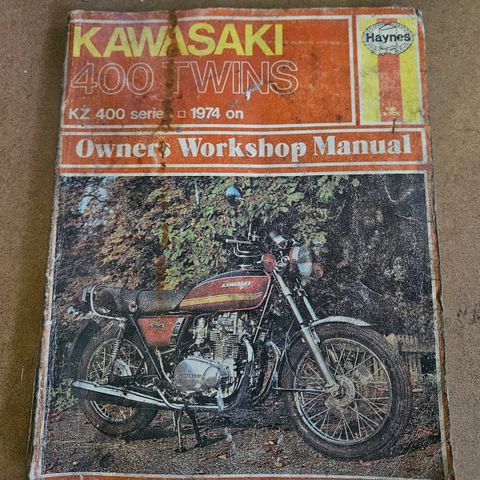 KAWASAKI
400 TWINS
KZ 400 series □ 1974 on
Haynes
Owners Workshop Manual
KAWASAKI